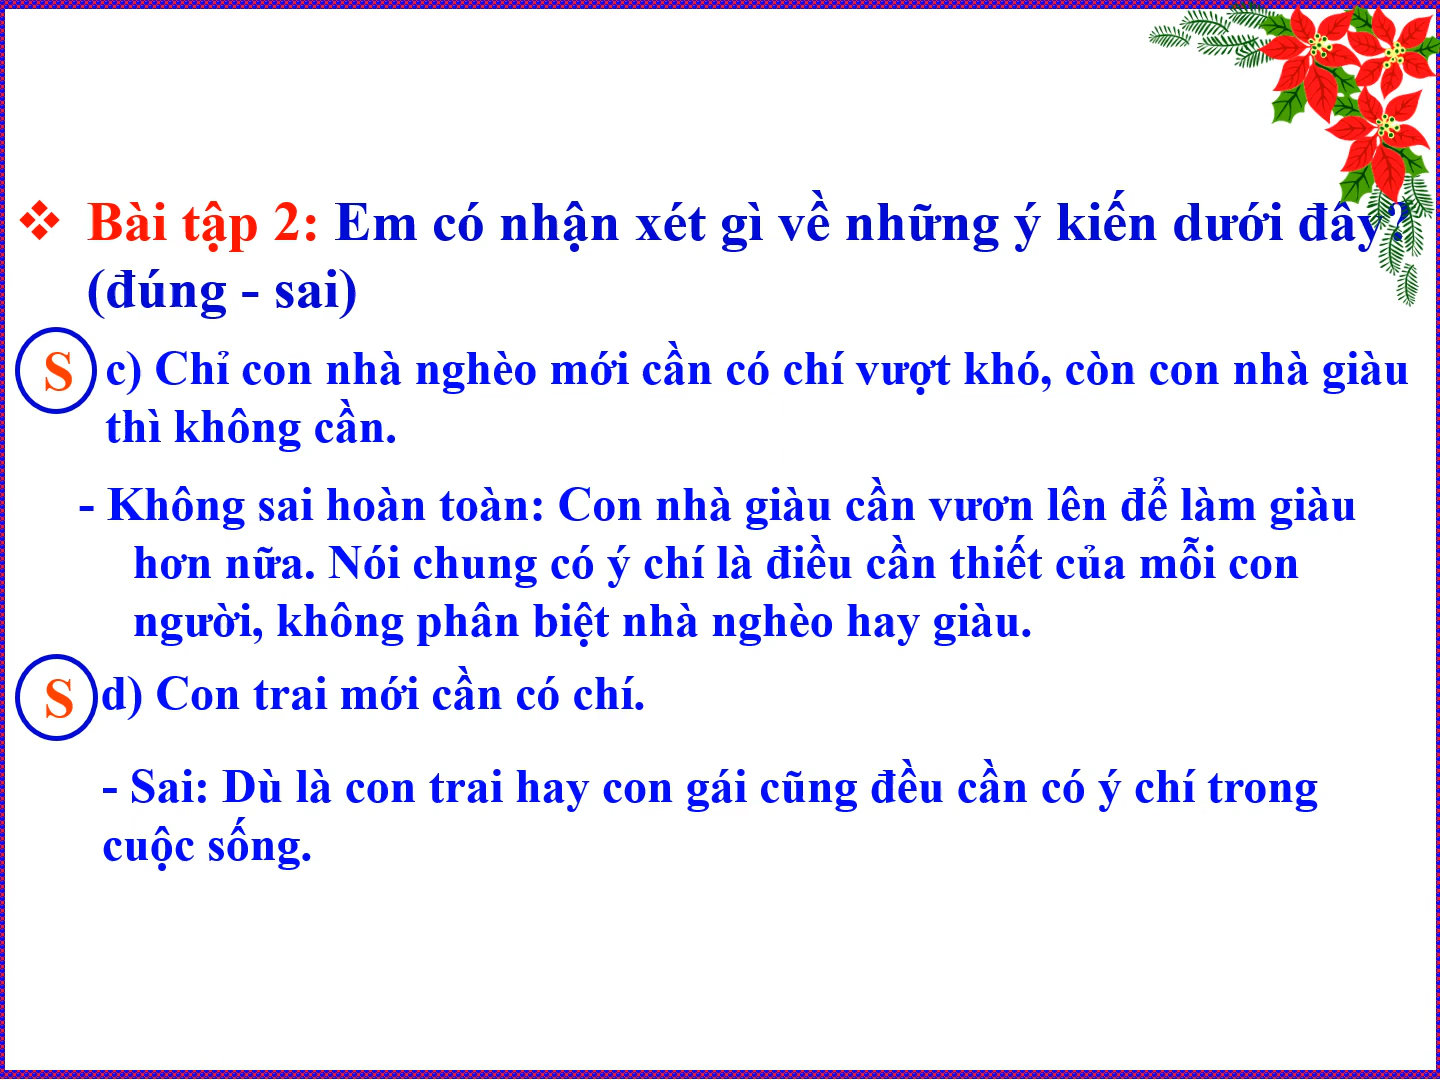 ❖ Bài tập 2: Em có nhận xét gì về những ý kiến dưới đây?
(đúng - sai)
S c) Chỉ con nhà nghèo mới cần có chí vượt khó, còn con nhà giàu
thì không cần.
- Không sai hoàn toàn: Con nhà giàu cần vươn lên để làm giàu
hơn nữa. Nói chung có ý chí là điều cần thiết của mỗi con
người, không phân biệt nhà nghèo hay giàu.
S d) Con trai mới cần có chí.
- Sai: Dù là con trai hay con gái cũng đều cần có ý chí trong
cuộc sống.